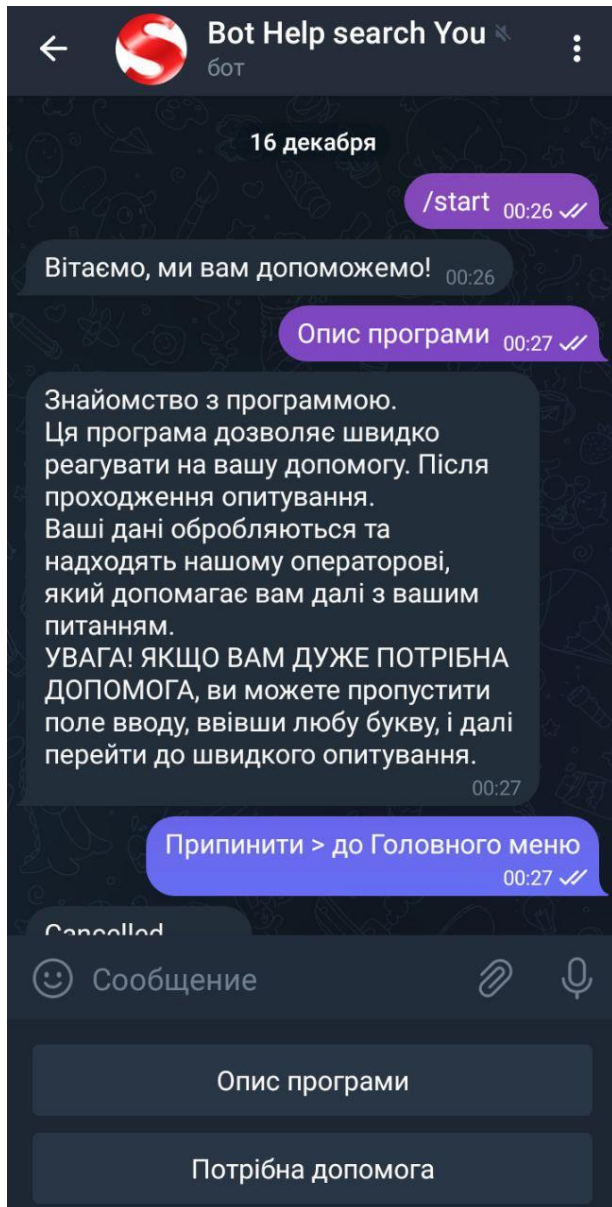 Bot Help search You
бот
16 декабря
/start 00:26
Вітаємо, ми вам допоможемо! 00:26
Опис програми 00:27
Знайомство з программою.
Ця програма дозволяє швидко
реагувати на вашу допомогу. Після
проходження опитування.
Ваші дані обробляються та
надходять нашому операторові,
який допомагає вам далі з вашим
питанням.
УВАГА! ЯКЩО ВАМ ДУЖЕ ПОТРІБНА
ДОПОМОГА, ви можете пропустити
поле вводу, ввівши любу букву, і далі
перейти до швидкого опитування.
00:27
Припинити > до Головного меню
00:27
Cancelled
Сообщение
Опис програми
Потрібна допомога